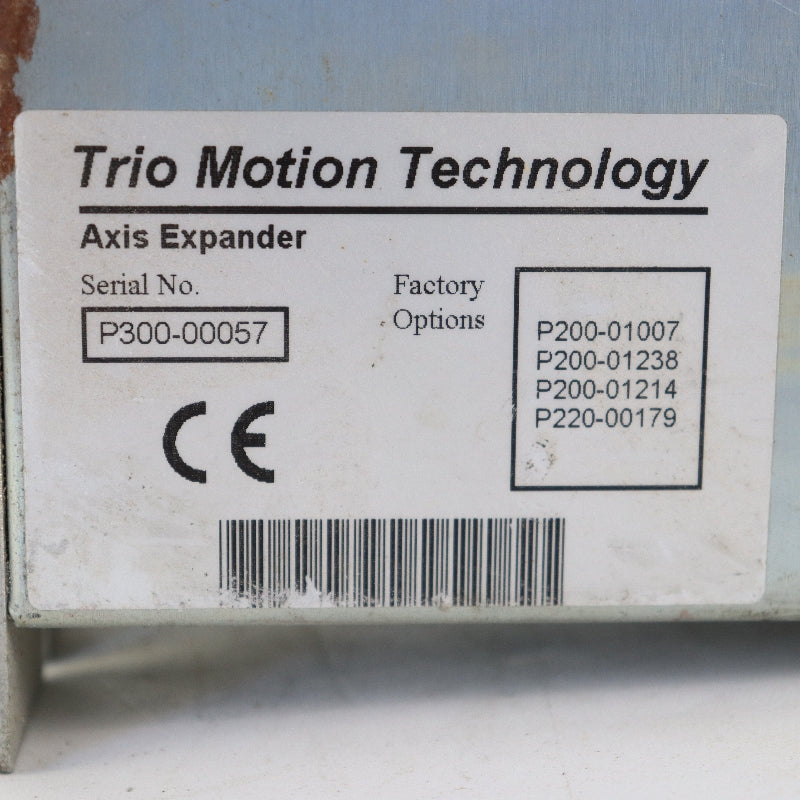 Trio Motion Technology
Axis Expander
Serial No.
P300-00057
Factory
Options
P200-01007
P200-01238
P200-01214
P220-00179
CE